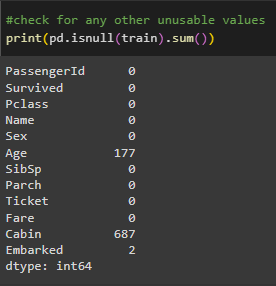 #check for any other unusable values
print(pd.isnull(train).sum())
PassengerId 0
Survived 0
Pclass 0
Name 0
Sex 0
Age 177
SibSp 0
Parch 0
Ticket 0
Fare 0
Cabin 687
Embarked 2
dtype: int64